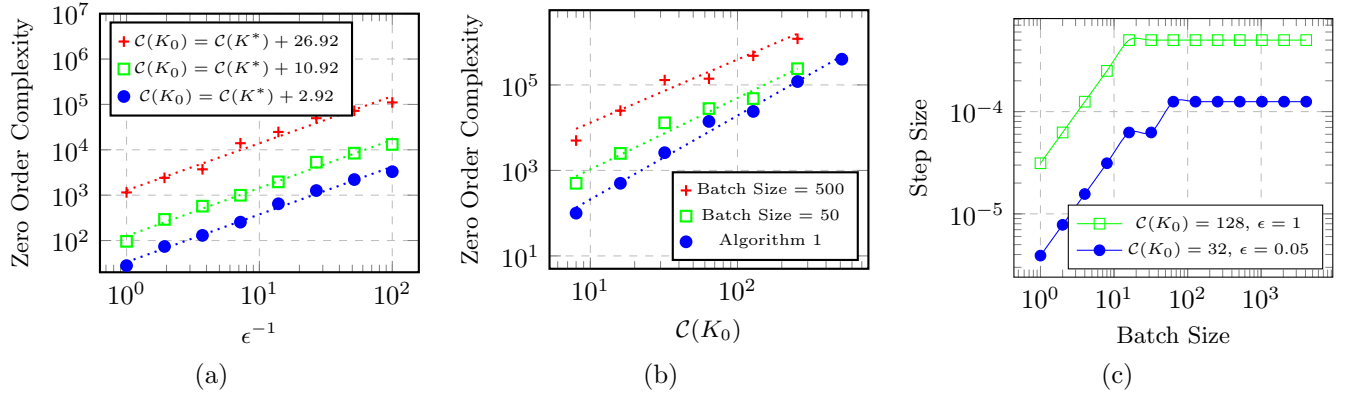 10^7
10^6
10^5
10^4
10^3
10^2
Zero Order Complexity
C(K_0) = C(K^*) + 26.92
C(K_0) = C(K^*) + 10.92
C(K_0) = C(K^*) + 2.92
10^0 10^1 10^2
ϵ^{-1}
(a)
10^5
10^3
10^1
Zero Order Complexity
Batch Size = 500
Batch Size = 50
Algorithm 1
10^1 10^2
C(K_0)
(b)
10^{-4}
10^{-5}
Step Size
C(K_0) = 128, ϵ = 1
C(K_0) = 32, ϵ = 0.05
10^0 10^1 10^2 10^3
Batch Size
(c)